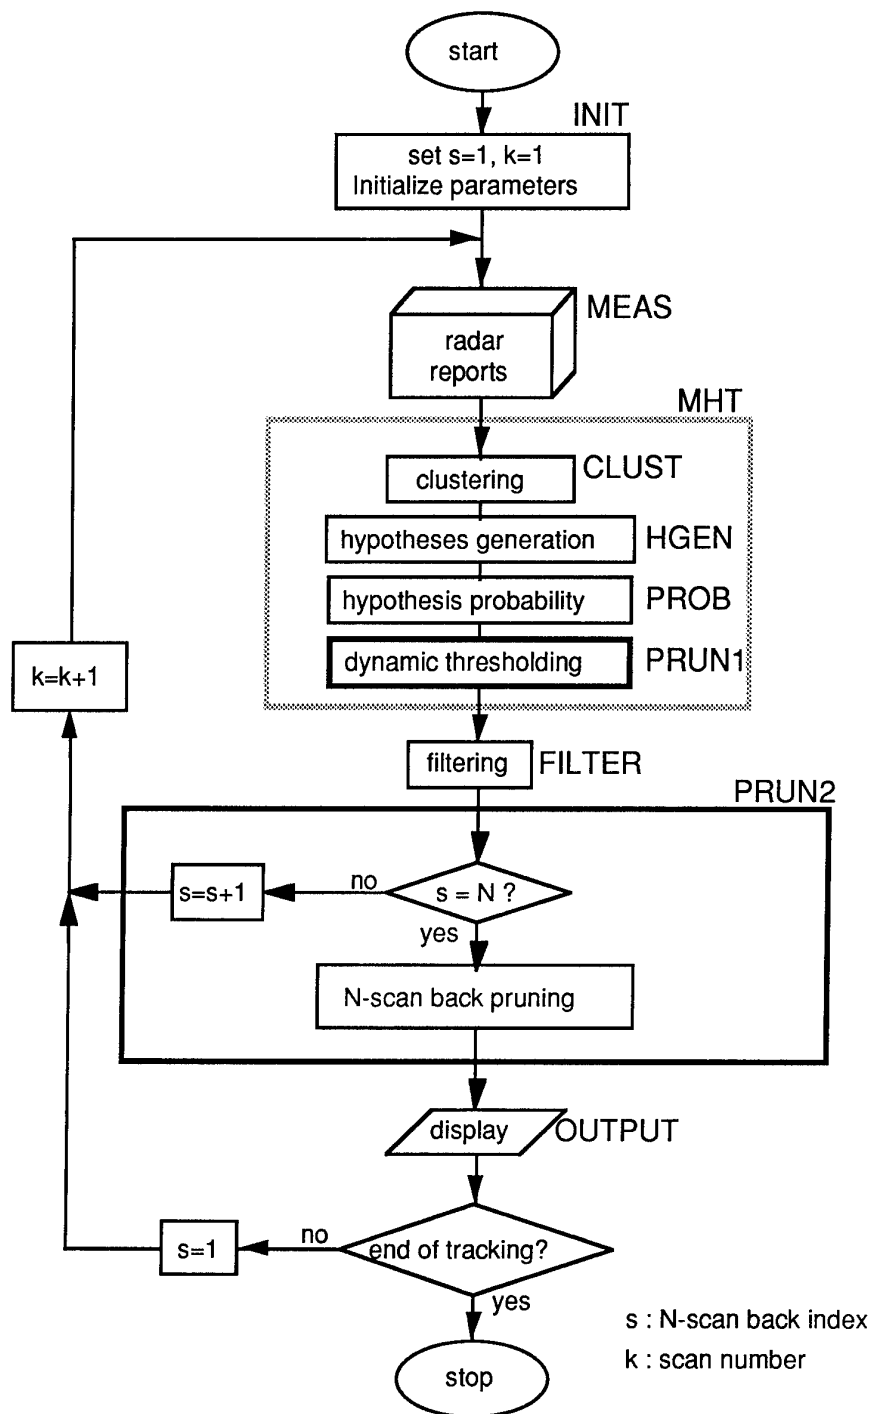 start
INIT
set s=1, k=1
Initialize parameters
MEAS
radar
reports
MHT
clustering
CLUST
hypotheses generation
HGEN
hypothesis probability
PROB
dynamic thresholding
PRUN1
k=k+1
filtering
FILTER
PRUN2
s=s+1
no
s = N ?
yes
N-scan back pruning
display
OUTPUT
s=1
no
end of tracking?
yes
s : N-scan back index
k : scan number
stop